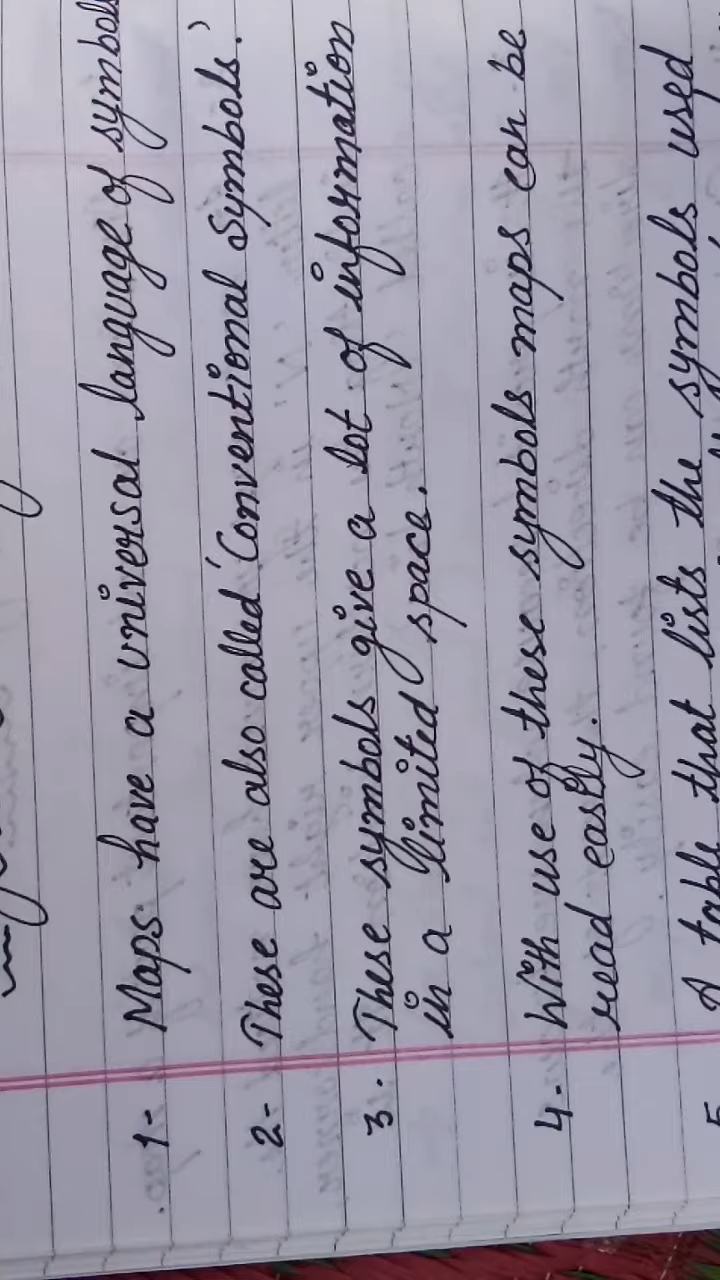 1- Maps have a universal language of symbols
2- These are also called 'Conventional Symbols.'
3. These symbols give a lot of information
in a limited space.
4- With use of these symbols maps can be
read easily.
5 A table that lists the symbols used